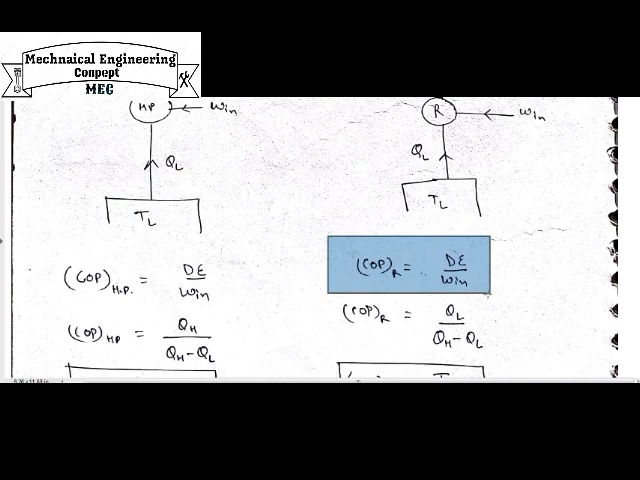 Mechnaical Engineering
Conpept
MEC
HP
Win
R
Win
QL
QL
TL
TL
(COP)H.P. = DE/Win
(COP)R = DE/Win
(COP)HP = QH/QH-QL
(COP)R = QL/QH-QL